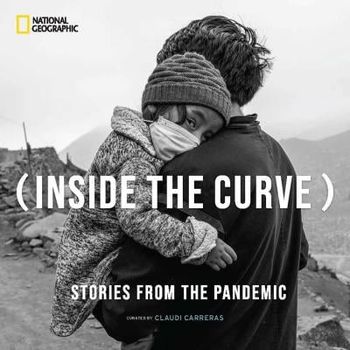 NATIONAL
GEOGRAPHIC
(INSIDE THE CURVE)
STORIES FROM THE PANDEMIC
CURATED BY CLAUDI CARRERAS